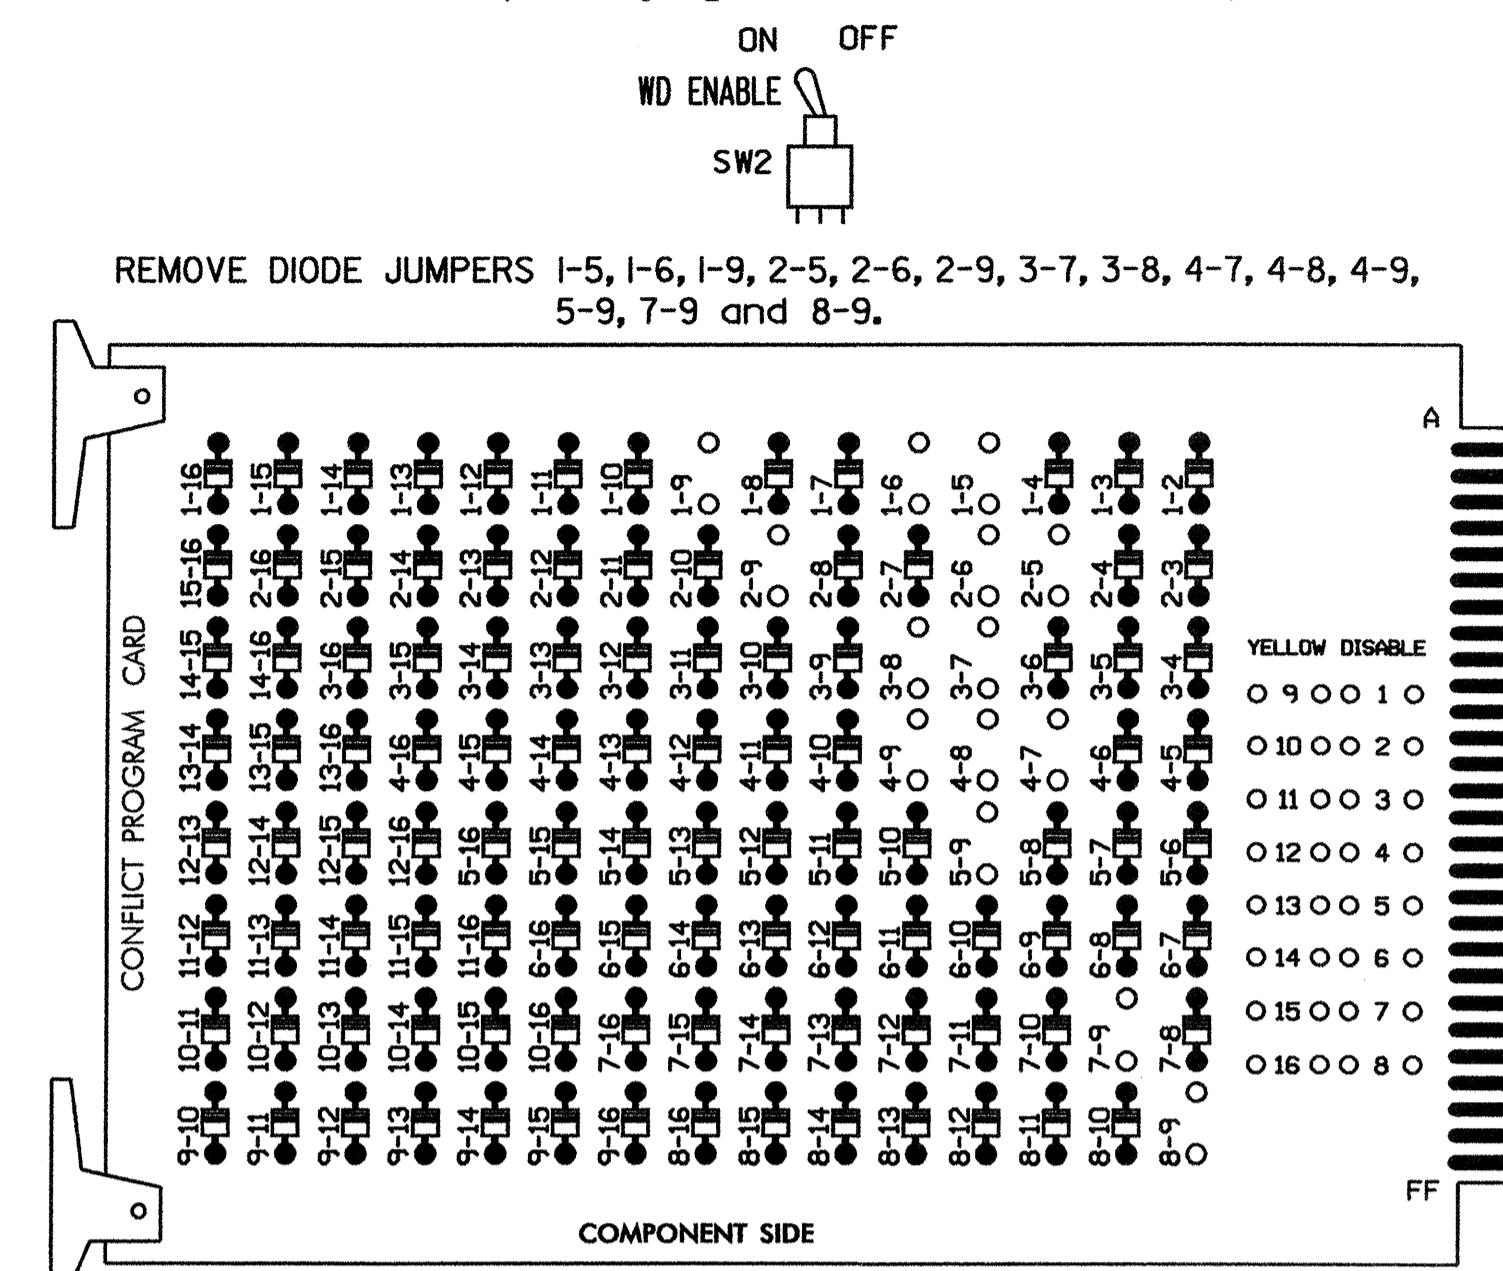 ON OFF
WD ENABLE
SW2
REMOVE DIODE JUMPERS 1-5, 1-6, 1-9, 2-5, 2-6, 2-9, 3-7, 3-8, 4-7, 4-8, 4-9,
5-9, 7-9 and 8-9.
A
1-16 1-15 1-14 1-13 1-12 1-11 1-10 1-9 1-8 1-7 1-6 1-5 1-4 1-3 1-2
15-16 2-16 2-15 2-14 2-13 2-12 2-11 2-10 2-9 2-8 2-7 2-6 2-5 2-4 2-3
14-15 14-16 3-16 3-15 3-14 3-13 3-12 3-11 3-10 3-9 3-8 3-7 3-6 3-5 3-4
13-14 13-15 13-16 4-16 4-15 4-14 4-13 4-12 4-11 4-10 4-9 4-8 4-7 4-6 4-5
12-13 12-14 12-15 12-16 5-16 5-15 5-14 5-13 5-12 5-11 5-10 5-9 5-8 5-7 5-6
11-12 11-13 11-14 11-15 11-16 6-16 6-15 6-14 6-13 6-12 6-11 6-10 6-9 6-8 6-7
10-11 10-12 10-13 10-14 10-15 10-16 7-16 7-15 7-14 7-13 7-12 7-11 7-10 7-9 7-8
9-10 9-11 9-12 9-13 9-14 9-15 9-16 8-16 8-15 8-14 8-13 8-12 8-11 8-10 8-9
CONFLICT PROGRAM CARD
YELLOW DISABLE
9 1
10 2
11 3
12 4
13 5
14 6
15 7
16 8
FF
COMPONENT SIDE